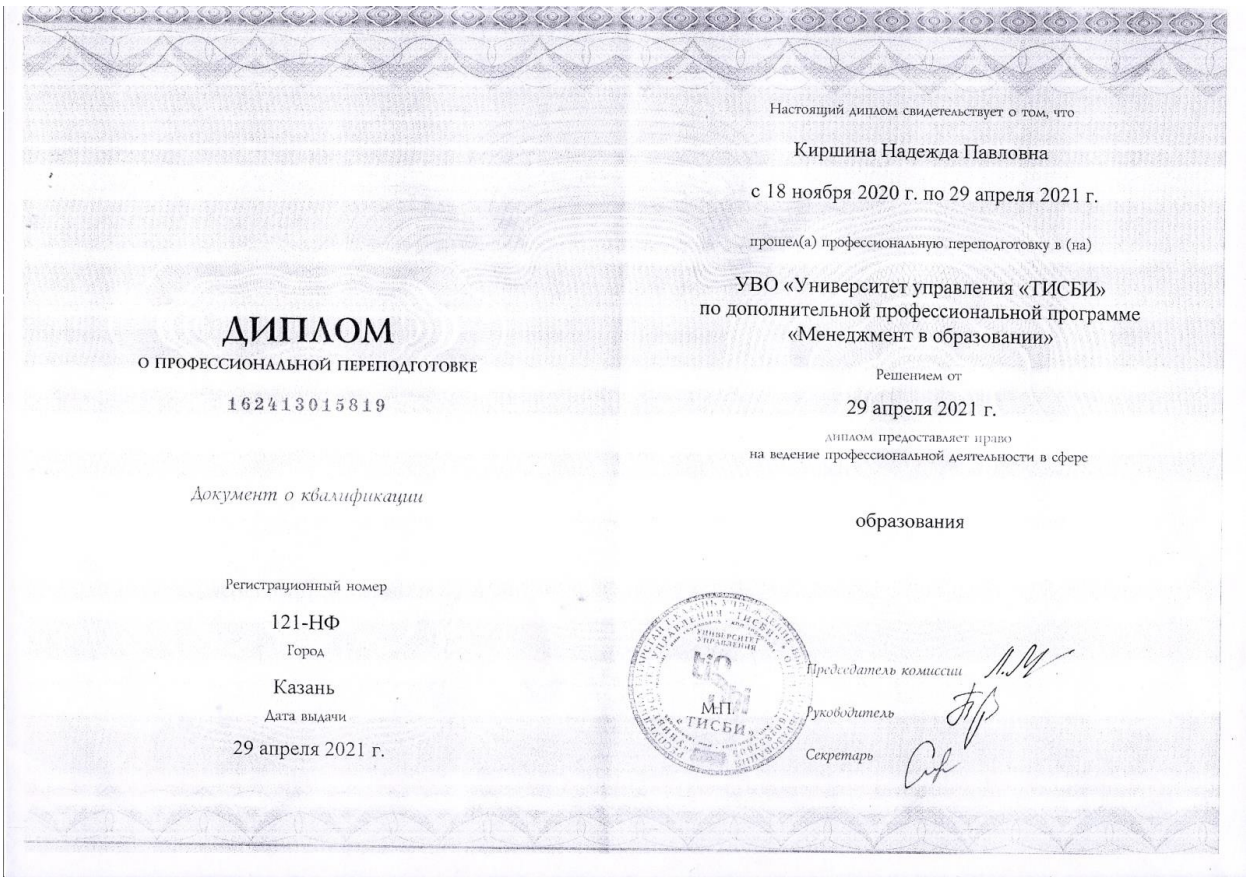 ДИПЛОМ
О ПРОФЕССИОНАЛЬНОЙ ПЕРЕПОДГОТОВКЕ
162413015819
Документ о квалификации
Регистрационный номер
121-НФ
Город
Казань
Дата выдачи
29 апреля 2021 г.
Настоящий диплом свидетельствует о том, что
Киршина Надежда Павловна
с 18 ноября 2020 г. по 29 апреля 2021 г.
прошел(а) профессиональную переподготовку в (на)
УВО «Университет управления «ТИСБИ»
по дополнительной профессиональной программе
«Менеджмент в образовании»
Решением от
29 апреля 2021 г.
диплом предоставляет право
на ведение профессиональной деятельности в сфере
образования
УНИВЕРСИТЕТ
УПРАВЛЕНИЯ
М.П.
«ТИСБИ»
Председатель комиссии
Руководитель
Секретарь